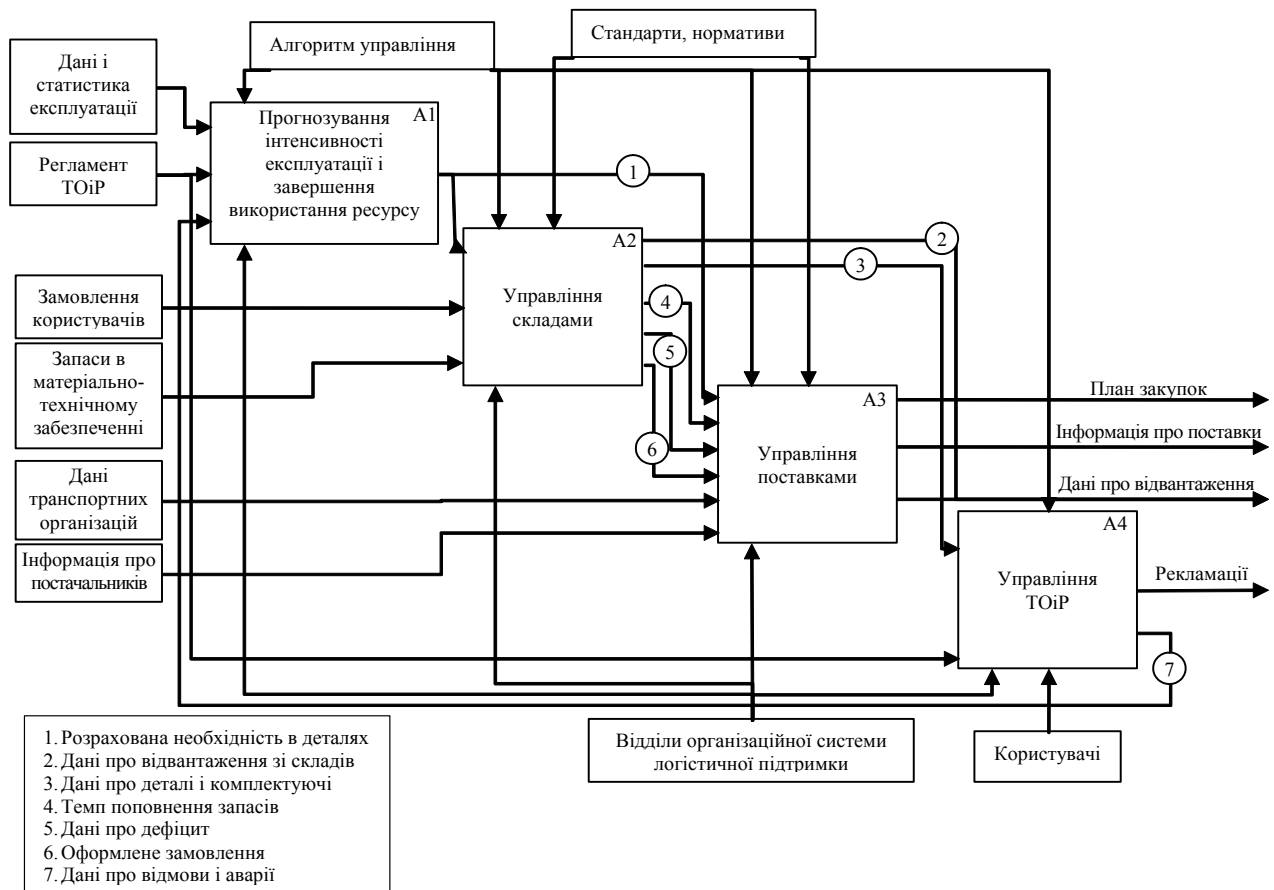 Алгоритм управління
Стандарти, нормативи
Дані і
статистика
експлуатації
Регламент
ТОіР
А1
Прогнозування
інтенсивності
експлуатації і
завершення
використання ресурсу
1
А2
Управління
складами
2
3
4
5
6
Замовлення
користувачів
Запаси в
матеріально-
технічному
забезпеченні
Дані
транспортних
організацій
Інформація про
постачальників
А3
Управління
поставками
План закупок
Інформація про поставки
Дані про відвантаження
А4
Управління
ТОіР
Рекламації
7
Відділи організаційної системи
логістичної підтримки
Користувачі
1. Розрахована необхідність в деталях
2. Дані про відвантаження зі складів
3. Дані про деталі і комплектуючі
4. Темп поповнення запасів
5. Дані про дефіцит
6. Оформлене замовлення
7. Дані про відмови і аварії